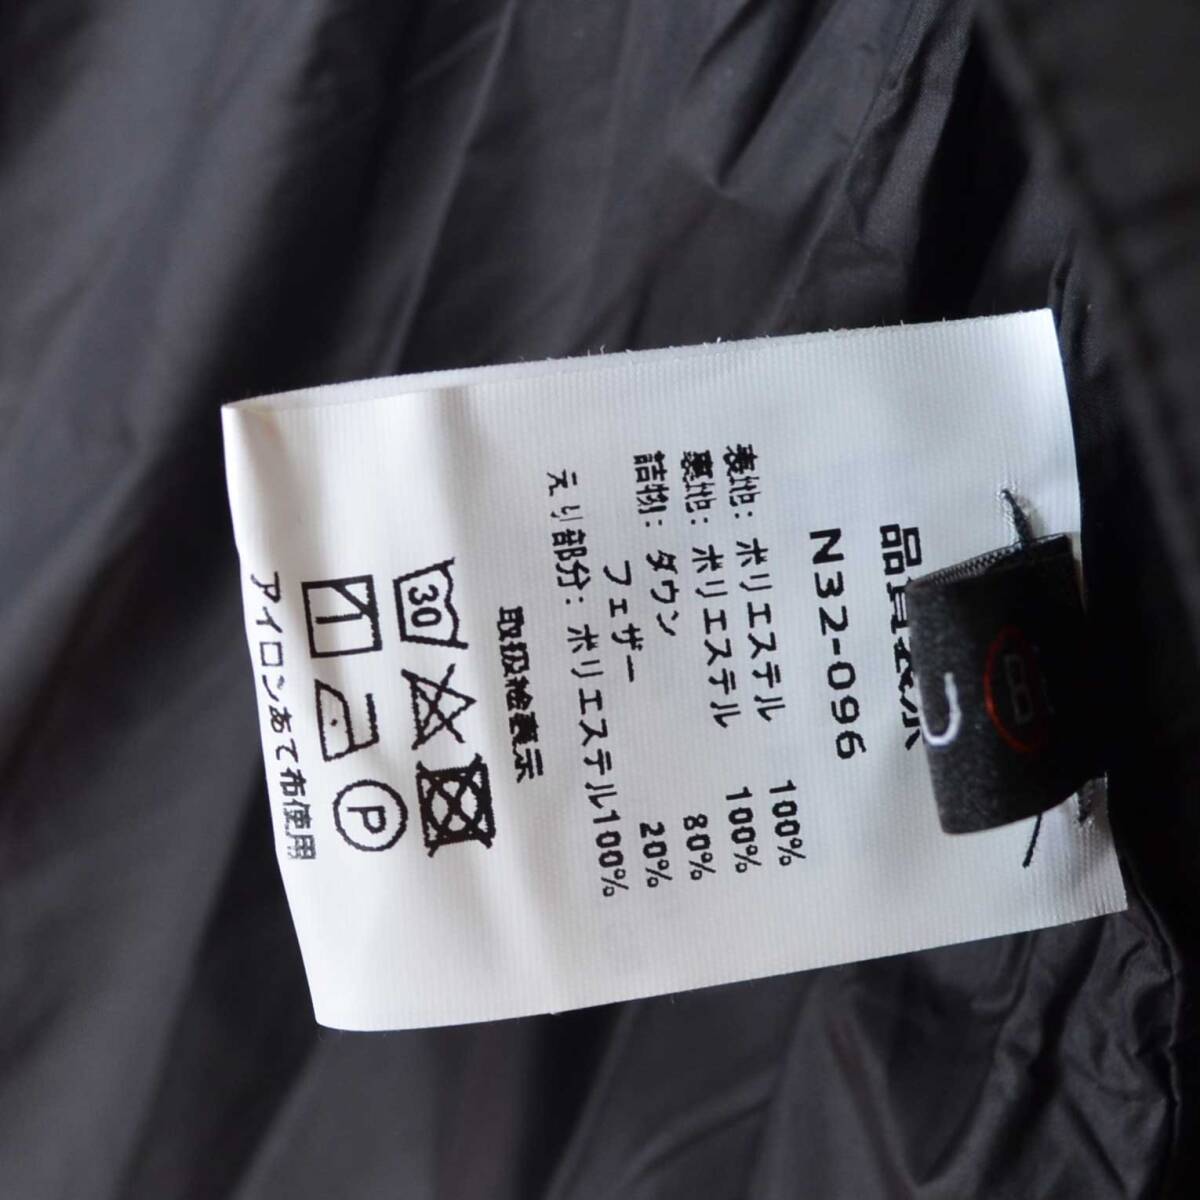 品質表示
N32-096
表地: ポリエステル 100%
裏地: ポリエステル 100%
詰物: ダウン 80%
フェザー 20%
えり部分: ポリエステル100%
取扱絵表示
30
P
アイロンあて布使用